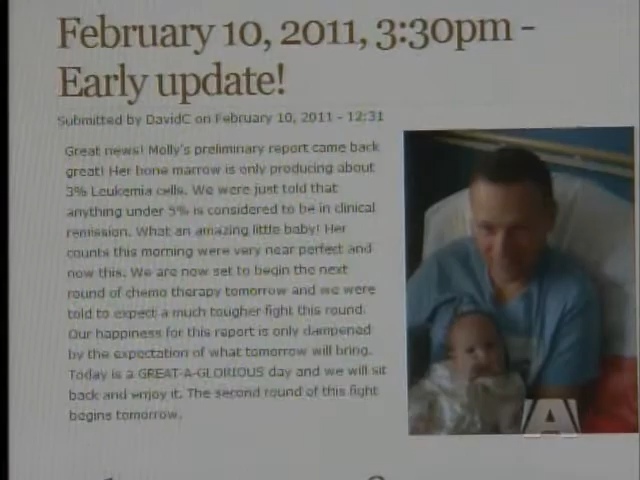 February 10, 2011, 3:30pm -
Early update!
Submitted by DavidC on February 10, 2011 - 12:31
Great news! Molly's preliminary report came back
great! Her bone marrow is only producing about
3% Leukemia cells. We were just told that
anything under 5% is considered to be in clinical
remission. What an amazing little baby! Her
counts this morning were very near perfect and
now this. We are now set to begin the next
round of chemo therapy tomorrow and we were
told to expect a much tougher fight this round.
Our happiness for this report is only dampened
by the expectation of what tomorrow will bring.
Today is a GREAT-A-GLORIOUS day and we will sit
back and enjoy it. The second round of this fight
begins tomorrow.
A